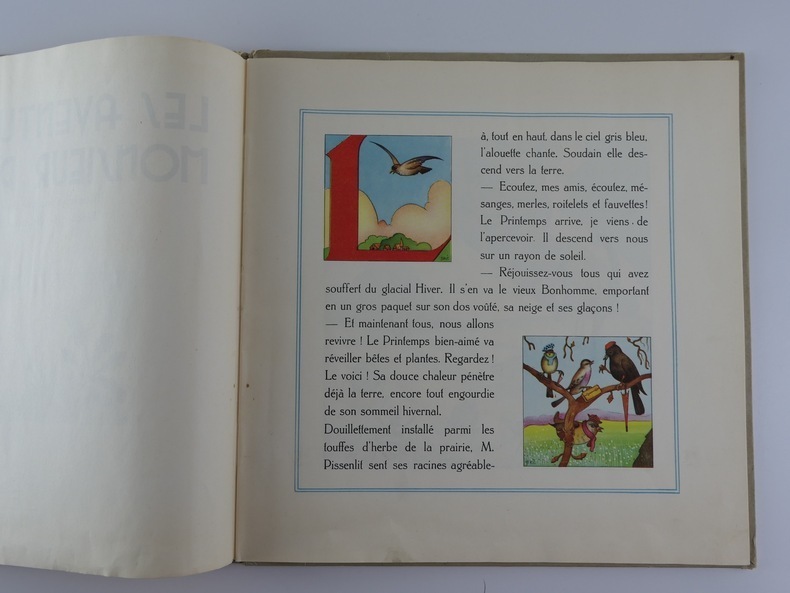 LES AVENTU
MONSIEU
Là, tout en haut, dans le ciel gris bleu,
l'alouette chante. Soudain elle des-
cend vers la terre.
— Ecoutez, mes amis, écoutez, mé-
sanges, merles, roitelets et fauvettes !
Le Printemps arrive, je viens de
l'apercevoir. Il descend vers nous
sur un rayon de soleil.
— Réjouissez-vous tous qui avez
souffert du glacial Hiver. Il s'en va le vieux Bonhomme, emportant
en un gros paquet sur son dos voûté, sa neige et ses glaçons !
— Et maintenant tous, nous allons
revivre ! Le Printemps bien-aimé va
réveiller bêtes et plantes. Regardez !
Le voici ! Sa douce chaleur pénètre
déjà la terre, encore tout engourdie
de son sommeil hivernal.
Douillettement installé parmi les
touffes d'herbe de la prairie, M.
Pissenlit sent ses racines agréable-